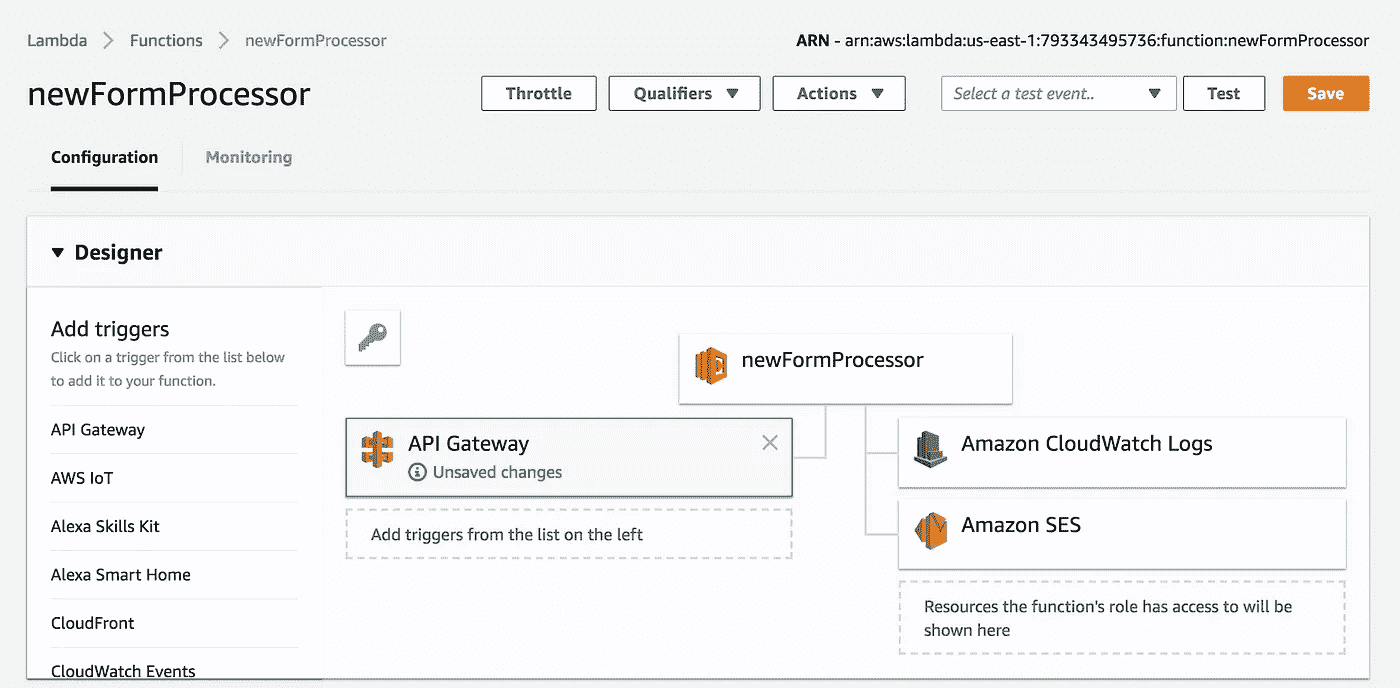 Lambda Functions newFormProcessor
ARN - arn:aws:lambda:us-east-1:793343495736:function:newFormProcessor
newFormProcessor
Throttle
Qualifiers
Actions
Select a test event..
Test
Save
Configuration
Monitoring
Designer
Add triggers
Click on a trigger from the list below
to add it to your function.
API Gateway
AWS IoT
Alexa Skills Kit
Alexa Smart Home
CloudFront
CloudWatch Events
newFormProcessor
API Gateway
Unsaved changes
Add triggers from the list on the left
Amazon CloudWatch Logs
Amazon SES
Resources the function's role has access to will be
shown here